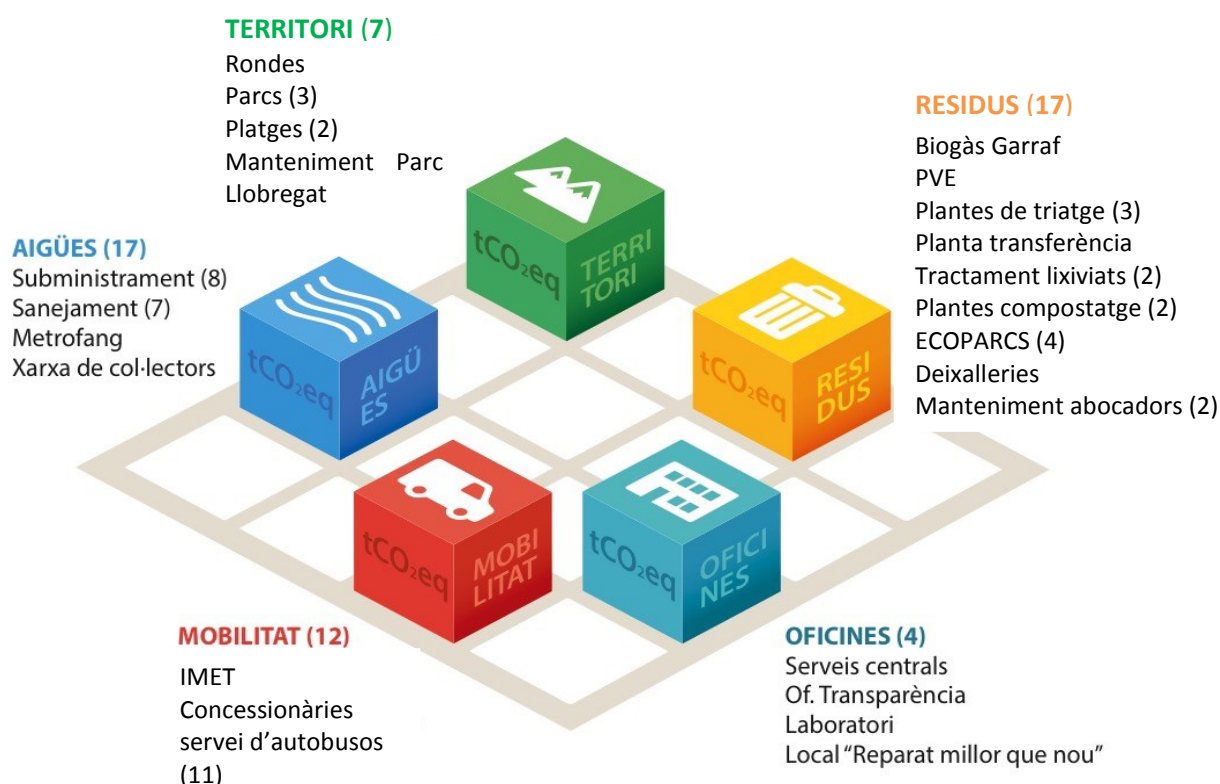 TERRITORI (7)
Rondes
Parcs (3)
Platges (2)
Manteniment Parc
Llobregat
RESIDUS (17)
Biogàs Garraf
PVE
Plantes de triatge (3)
Planta transferència
Tractament lixiviats (2)
Plantes compostatge (2)
ECOPARCS (4)
Deixalleries
Manteniment abocadors (2)
AIGÜES (17)
Subministrament (8)
Sanejament (7)
Metrofang
Xarxa de col·lectors
tCO₂eq
TERRI
TORI
tCO₂eq
AIGÜ
ES
tCO₂eq
RESI
DUS
tCO₂eq
MOBI
LITAT
tCO₂eq
OFICI
NES
MOBILITAT (12)
IMET
Concessionàries
servei d’autobusos
(11)
OFICINES (4)
Serveis centrals
Of. Transparència
Laboratori
Local “Reparat millor que nou”